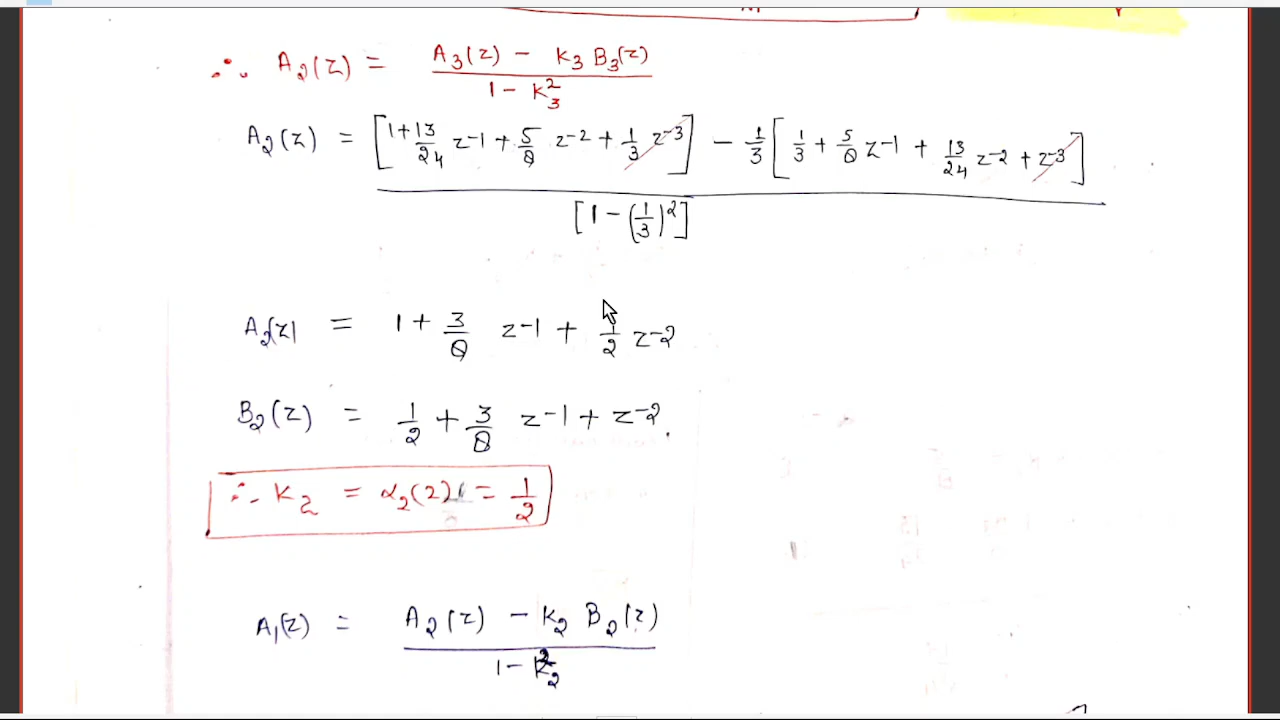 ∴ A₂(z) = A₃(z) - K₃ B₃(z) / 1 - K₃²
A₂(z) = [1 + 13/24 z-1 + 5/8 z-2 + 1/3 z-3] - 1/3 [1/3 + 5/8 z-1 + 13/24 z-2 + z-3] / [1 - (1/3)²]
A₂(z) = 1 + 3/8 z-1 + 1/2 z-2
B₂(z) = 1/2 + 3/8 z-1 + z-2.
∴ K₂ = α₂(2) = 1/2
A₁(z) = A₂(z) - K₂ B₂(z) / 1 - K₂²